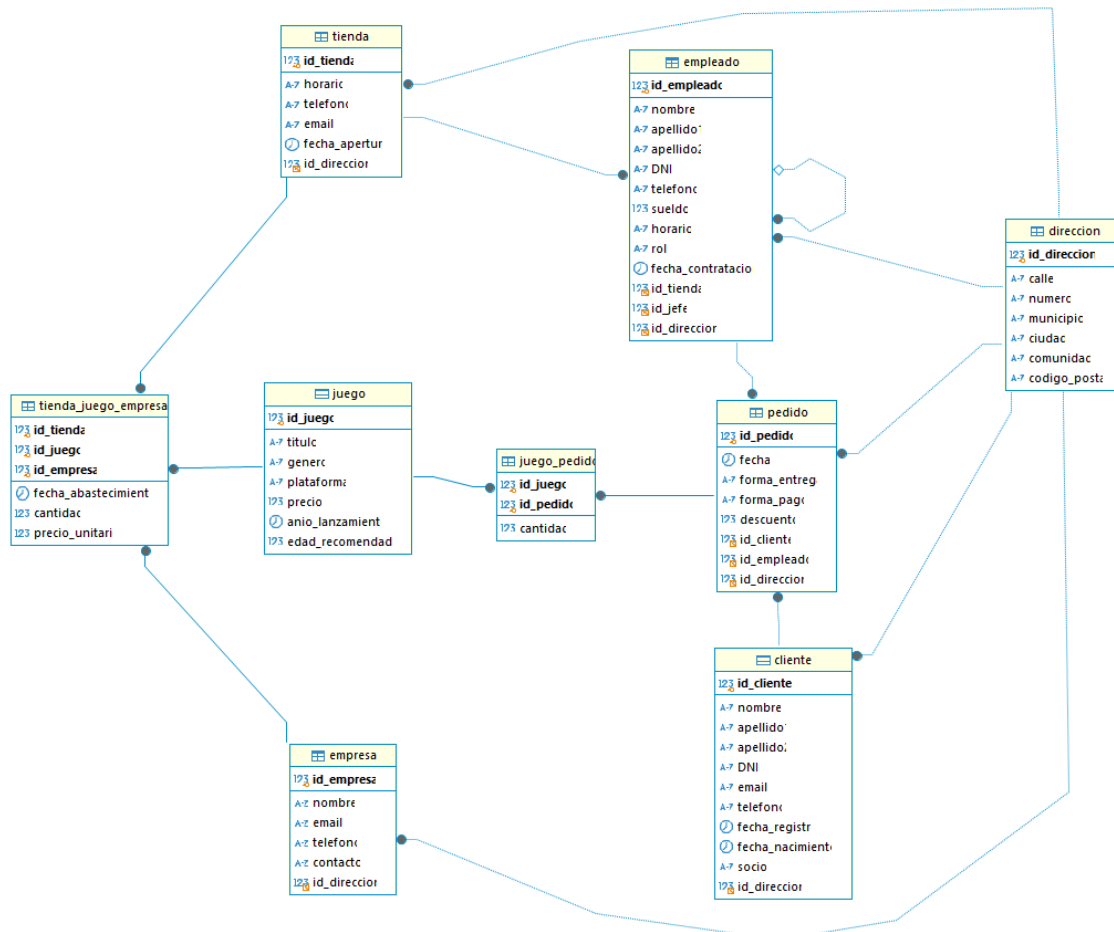 tienda
id_tienda
horario
telefono
email
fecha_apertur
id_direccion
empleado
id_empleado
nombre
apellido1
apellido2
DNI
telefono
sueldo
horario
rol
fecha_contratacio
id_tienda
id_jefe
id_direccion
direccion
id_direccion
calle
numero
municipio
ciudad
comunidad
codigo_posta
tienda_juego_empresa
id_tienda
id_juego
id_empresa
fecha_abastecimient
cantidad
precio_unitari
juego
id_juego
titulo
genero
plataforma
precio
anio_lanzamient
edad_recomendad
juego_pedido
id_juego
id_pedido
cantidad
pedido
id_pedido
fecha
forma_entrega
forma_pago
descuento
id_cliente
id_empleado
id_direccion
cliente
id_cliente
nombre
apellido1
apellido2
DNI
email
telefono
fecha_registr
fecha_nacimiento
socio
id_direccion
empresa
id_empresa
nombre
email
telefono
contacto
id_direccion